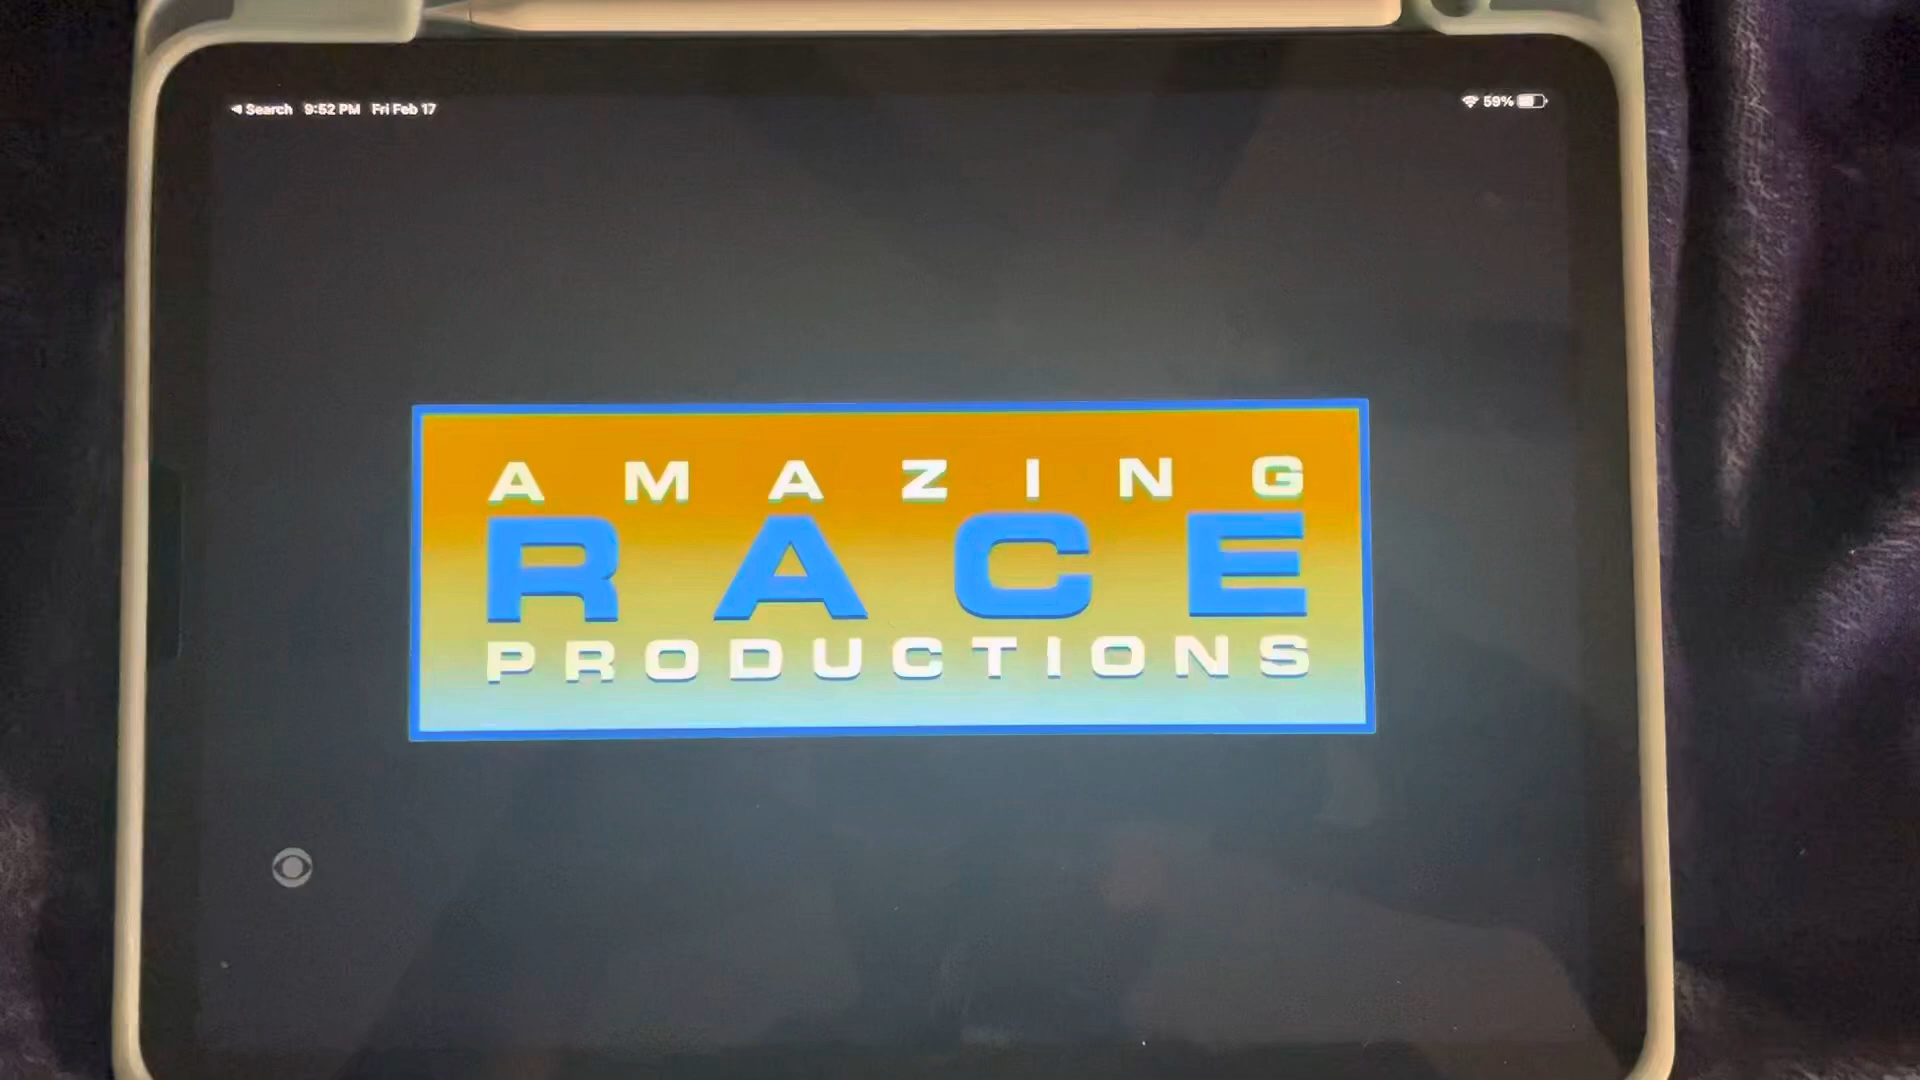 Search 9:52 PM Fri Feb 17
59%
AMAZING
RACE
PRODUCTIONS